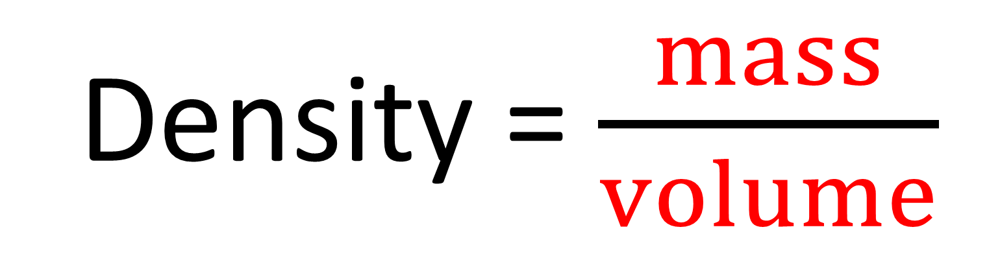 Density = mass
volume